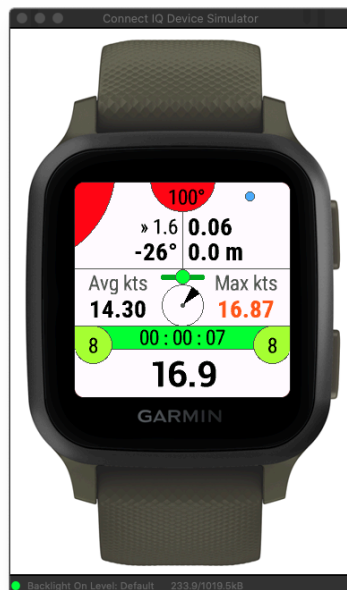 Connect IQ Device Simulator
100°
» 1.6 0.06
-26° 0.0 m
Avg kts Max kts
14.30 16.87
8 00 : 00 : 07 8
16.9
GARMIN
Backlight On Level: Default 233.9/1019.5kB